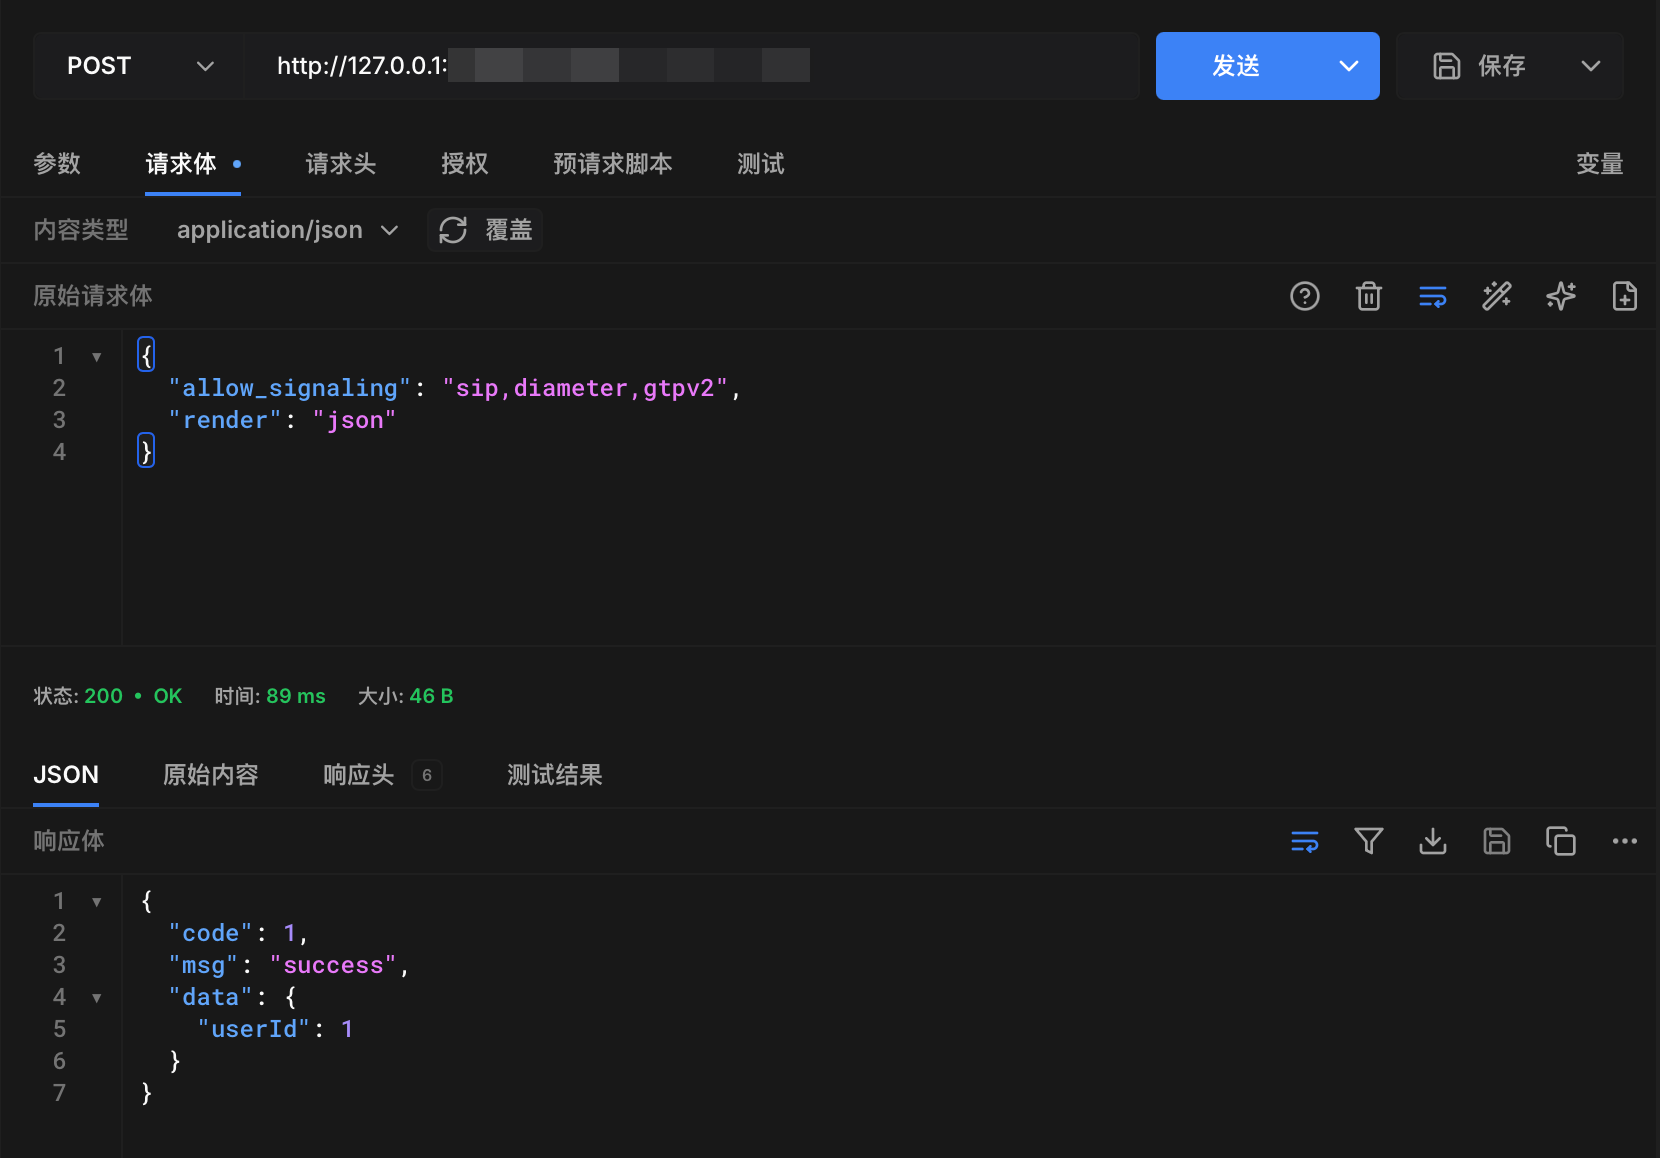 POST http://127.0.0.1: 发送 保存
参数 请求体 请求头 授权 预请求脚本 测试 变量
内容类型 application/json 覆盖
原始请求体
1 {
2 "allow_signaling": "sip,diameter,gtpv2",
3 "render": "json"
4 }
状态: 200 • OK 时间: 89 ms 大小: 46 B
JSON 原始内容 响应头 6 测试结果
响应体
1 {
2 "code": 1,
3 "msg": "success",
4 "data": {
5 "userId": 1
6 }
7 }